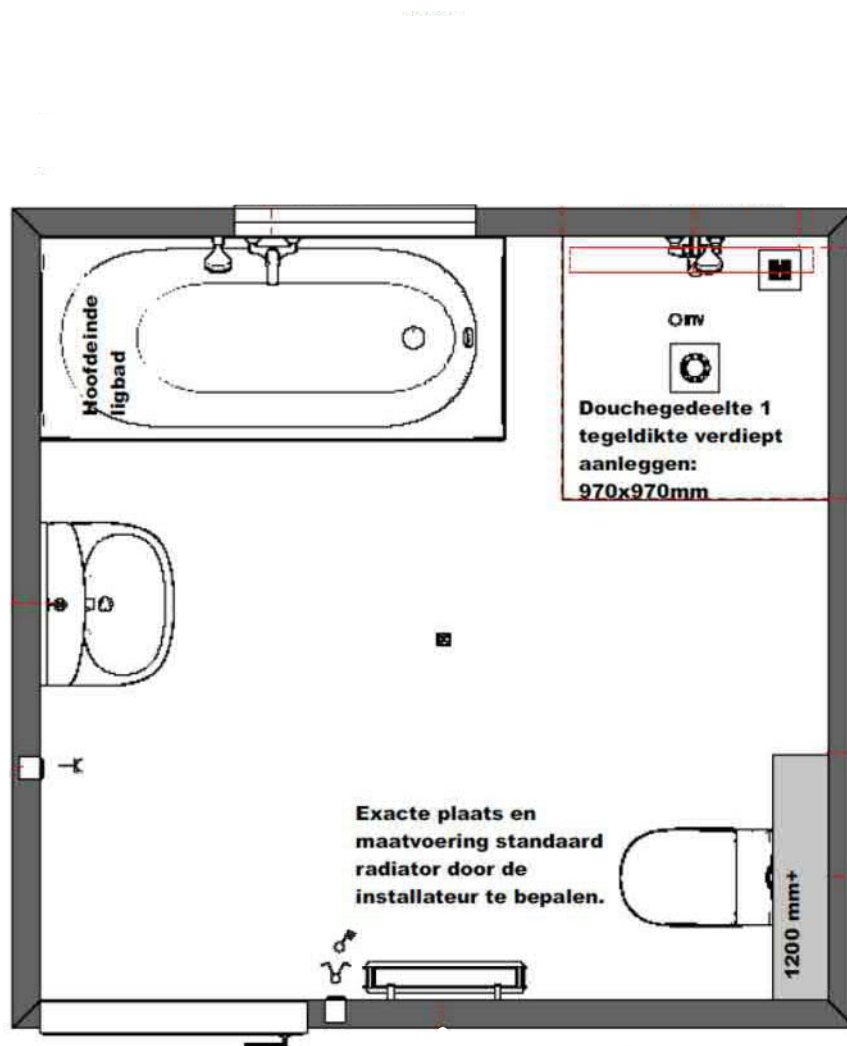 Hoofdeinde
ligbad
INV
Douchegedeelte 1
tegeldikte verdiept
aanleggen:
970x970mm
Exacte plaats en
maatvoering standaard
radiator door de
installateur te bepalen.
1200 mm+